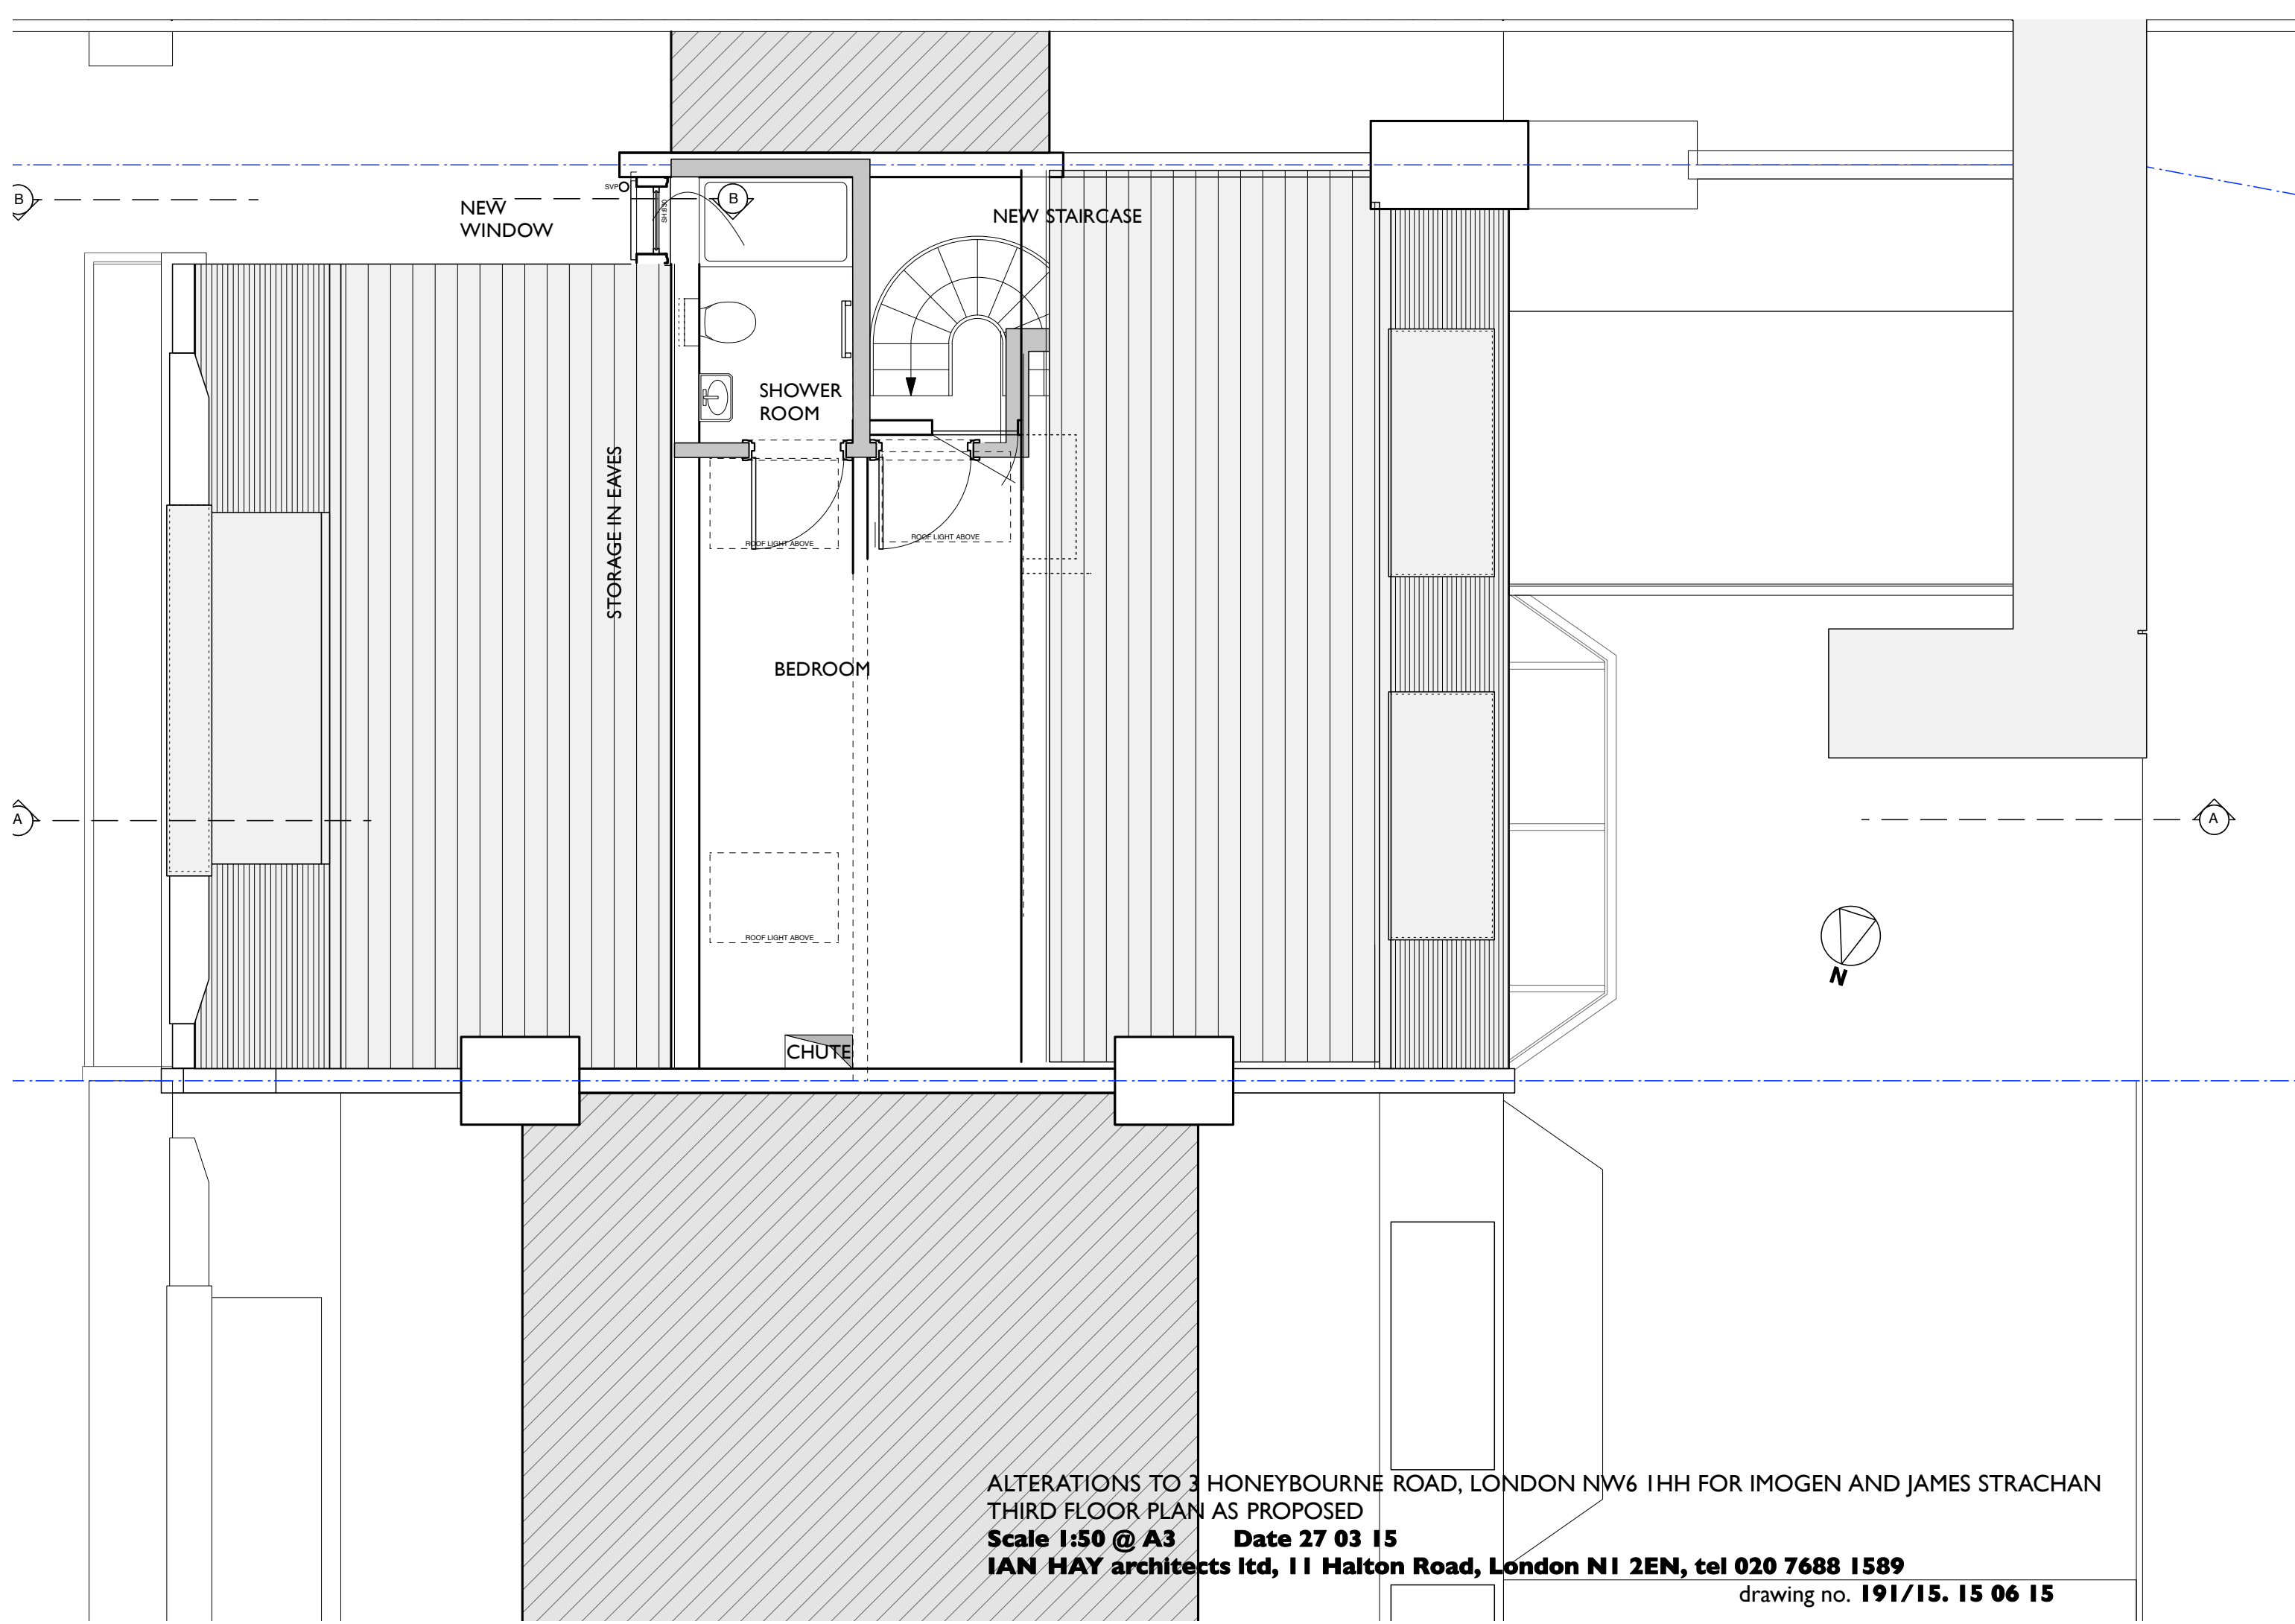 SVP
B
B
NEW
WINDOW
SH 830
NEW STAIRCASE
SHOWER
ROOM
STORAGE IN EAVES
ROOF LIGHT ABOVE
ROOF LIGHT ABOVE
BEDROOM
A
A
ROOF LIGHT ABOVE
N
CHUTE
ALTERATIONS TO 3 HONEYBOURNE ROAD, LONDON NW6 1HH FOR IMOGEN AND JAMES STRACHAN
THIRD FLOOR PLAN AS PROPOSED
Scale 1:50 @ A3 Date 27 03 15
IAN HAY architects ltd, 11 Halton Road, London N1 2EN, tel 020 7688 1589
drawing no. 191/15. 15 06 15